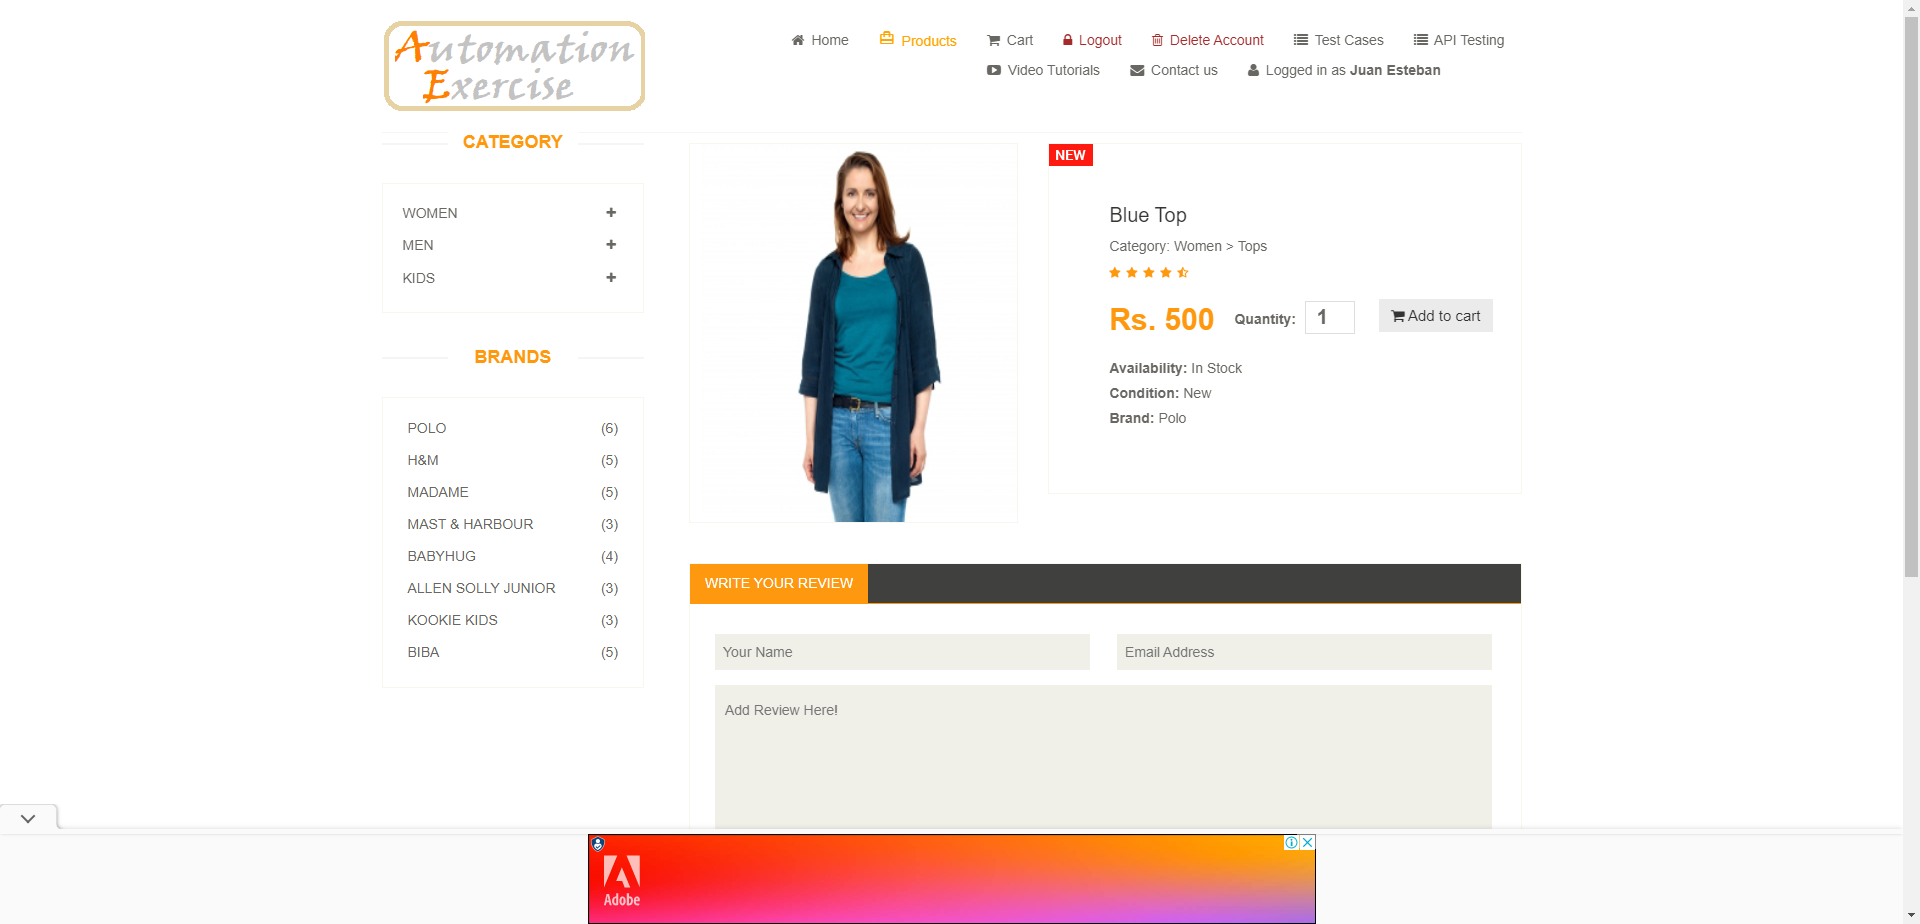 Automation
Exercise
Home
Products
Cart
Logout
Delete Account
Test Cases
API Testing
Video Tutorials
Contact us
Logged in as Juan Esteban
CATEGORY
WOMEN
MEN
KIDS
BRANDS
POLO (6)
H&M (5)
MADAME (5)
MAST & HARBOUR (3)
BABYHUG (4)
ALLEN SOLLY JUNIOR (3)
KOOKIE KIDS (3)
BIBA (5)
NEW
Blue Top
Category: Women > Tops
Rs. 500 Quantity: 1 Add to cart
Availability: In Stock
Condition: New
Brand: Polo
WRITE YOUR REVIEW
Your Name
Email Address
Add Review Here!
Adobe